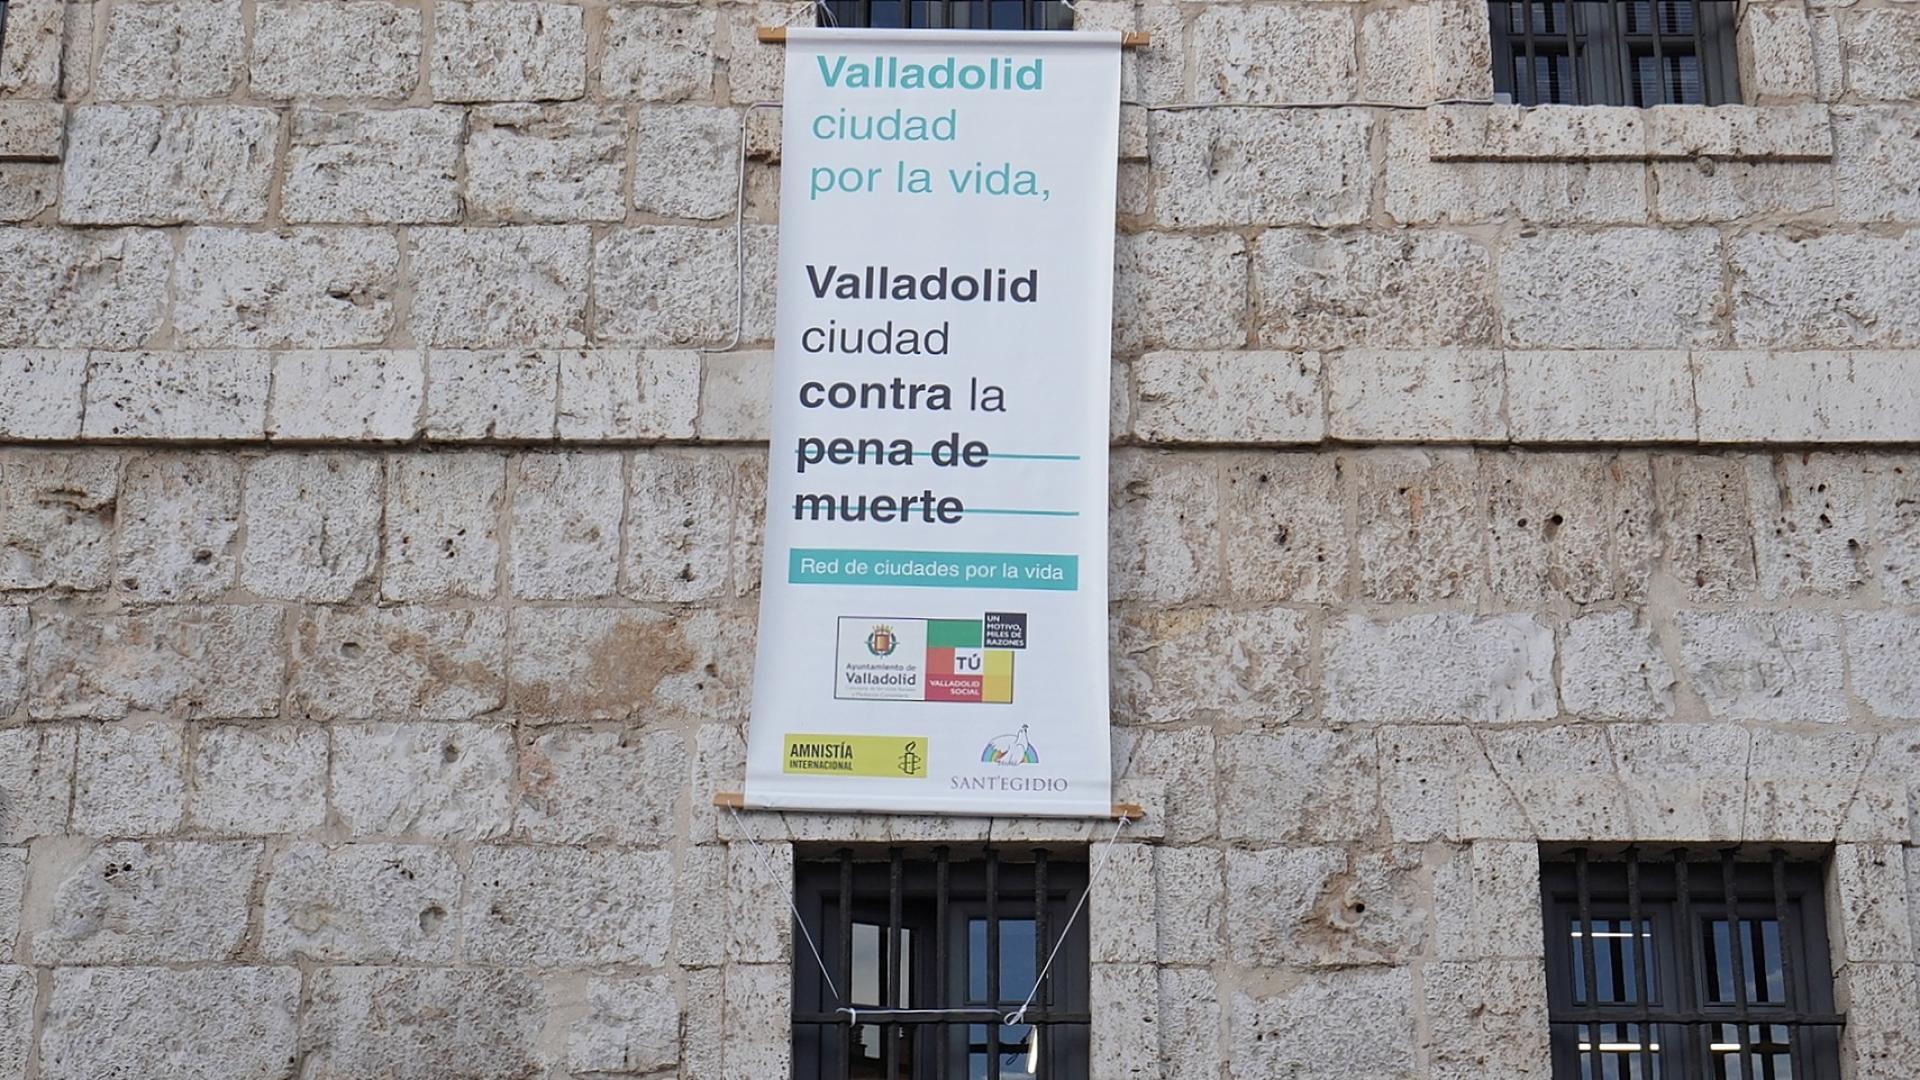 Valladolid
ciudad
por la vida,
Valladolid
ciudad
contra la
pena de
muerte
Red de ciudades por la vida
UN
MOTIVO,
MILES DE
RAZONES
Ayuntamiento de
Valladolid
TÚ
VALLADOLID
SOCIAL
AMNISTÍA
INTERNACIONAL
SANT'EGIDIO